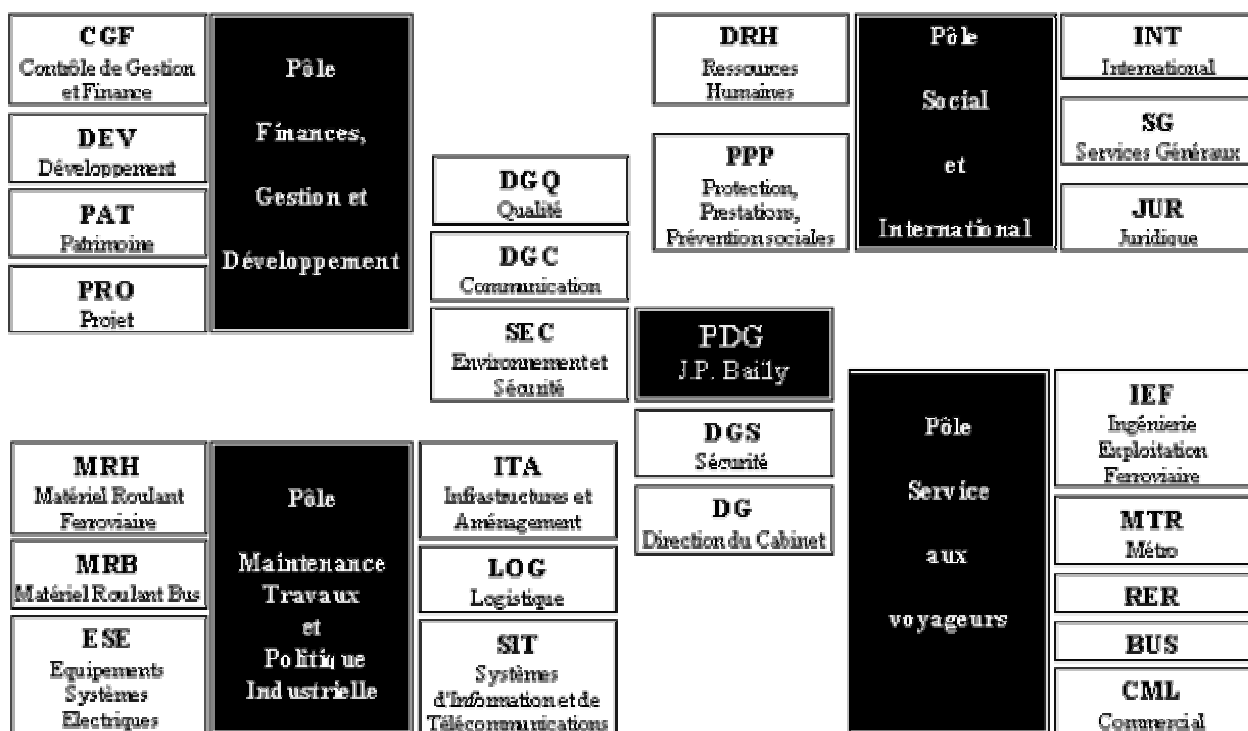 CGF
Contrôle de Gestion
et Finance
DEV
Développement
PAT
Patrimoine
PRO
Projet
Pôle
Finances,
Gestion et
Développement
DGQ
Qualité
DGC
Communication
SEC
Environnement et
Sécurité
DRH
Ressources
Humaines
PPP
Protection,
Prestations,
Prévention sociales
Pôle
Social
et
International
INT
International
SG
Services Généraux
JUR
Juridique
PDG
J.P. Bailly
DGS
Sécurité
DG
Direction du Cabinet
MRH
Matériel Roulant
Ferroviaire
MRB
Matériel Roulant Bus
ESE
Equipements
Systèmes
Electriques
Pôle
Maintenance
Travaux
et
Politique
Industrielle
ITA
Infrastructures et
Aménagement
LOG
Logistique
SIT
Systèmes
d'Information et de
Télécommunications
Pôle
Service
aux
voyageurs
IEF
Ingénierie
Exploitation
Ferroviaire
MTR
Métro
RER
BUS
CML
Commercial